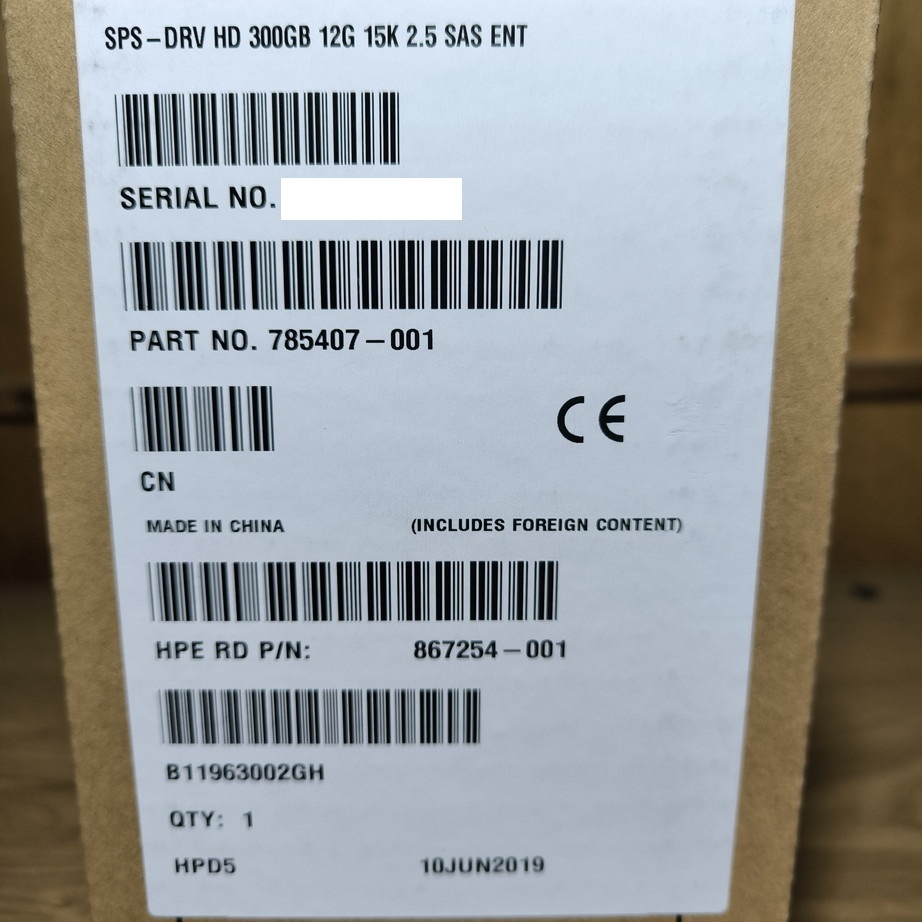 SPS-DRV HD 300GB 12G 15K 2.5 SAS ENT
SERIAL NO.
PART NO. 785407-001
CE
CN
MADE IN CHINA (INCLUDES FOREIGN CONTENT)
HPE RD P/N: 867254-001
B11963002GH
QTY: 1
HPD5 10JUN2019